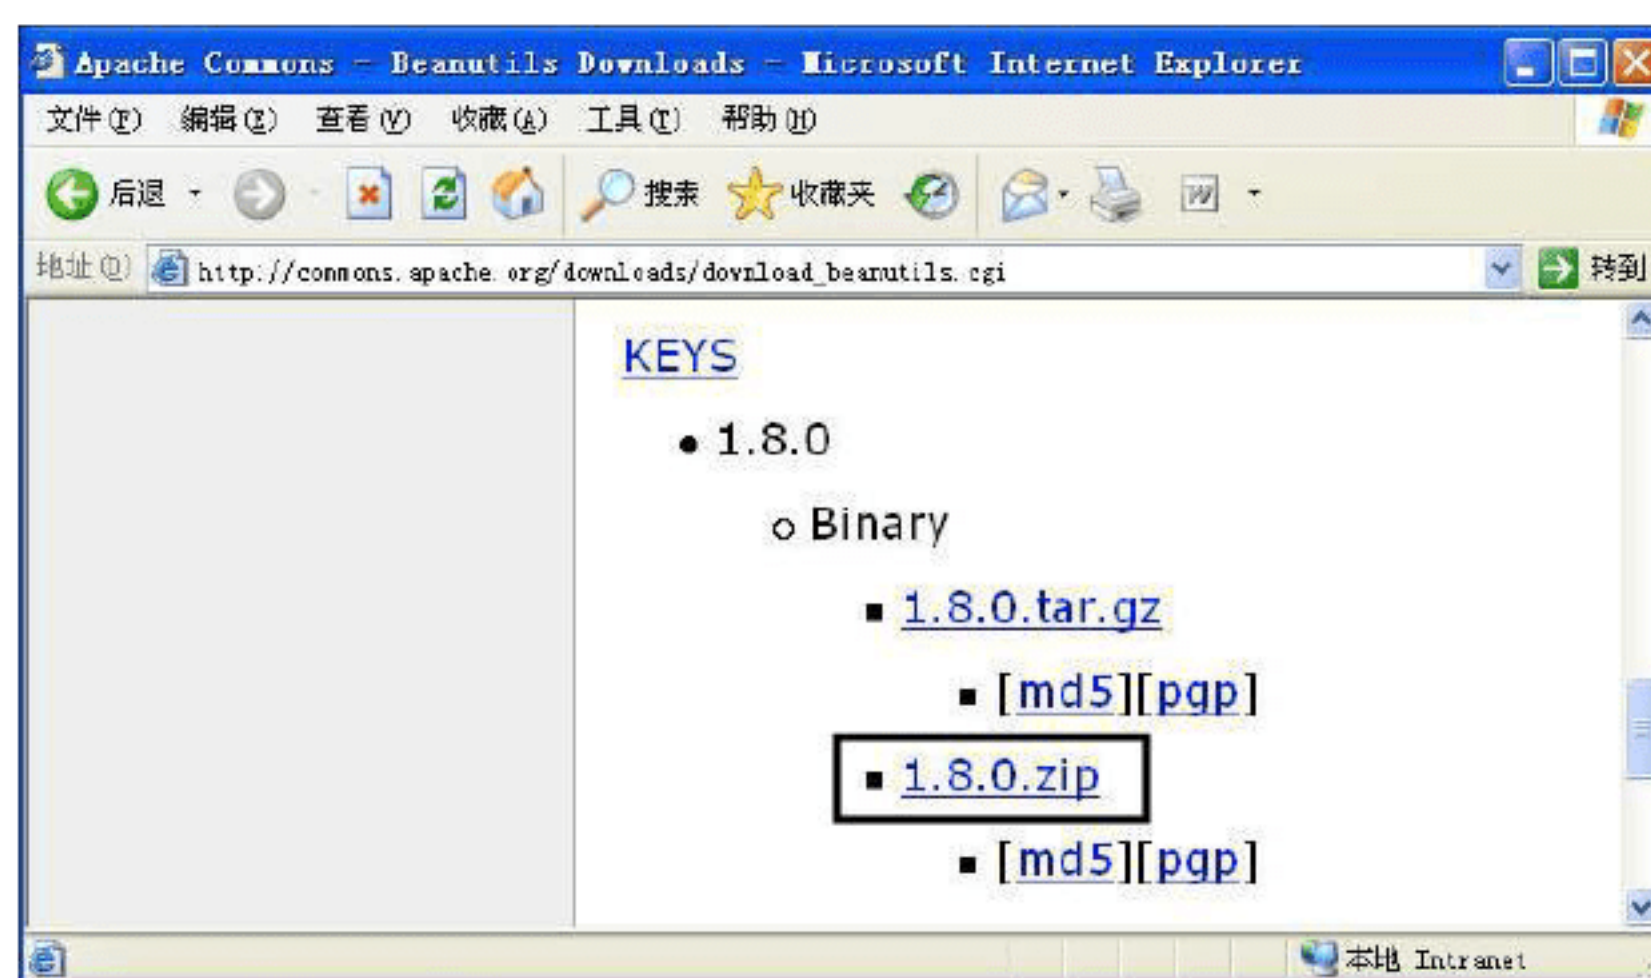 Apache Commons - Beanutils Downloads - Microsoft Internet Explorer
文件(F) 编辑(E) 查看(V) 收藏(A) 工具(T) 帮助(H)
后退 搜索 收藏夹
地址(D) http://commons.apache.org/downloads/download_beanutils.cgi 转到
KEYS
• 1.8.0
○ Binary
▪ 1.8.0.tar.gz
▪ [md5][pgp]
▪ 1.8.0.zip
▪ [md5][pgp]
本地 Intranet